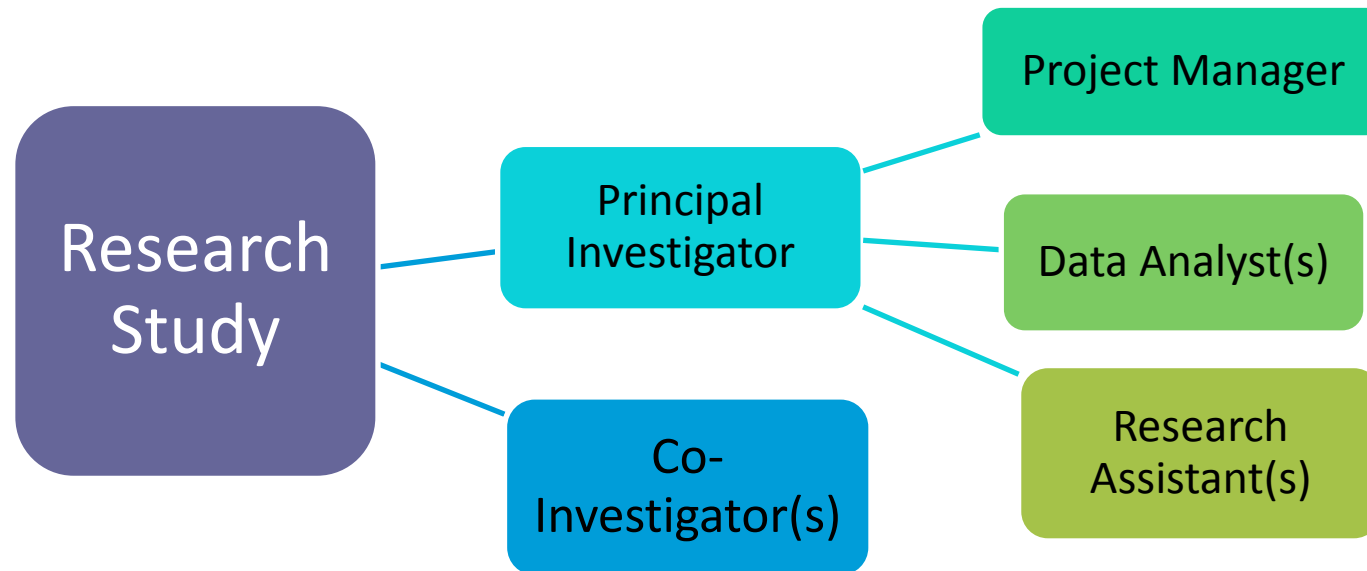 Research
Study
Principal
Investigator
Co-
Investigator(s)
Project Manager
Data Analyst(s)
Research
Assistant(s)